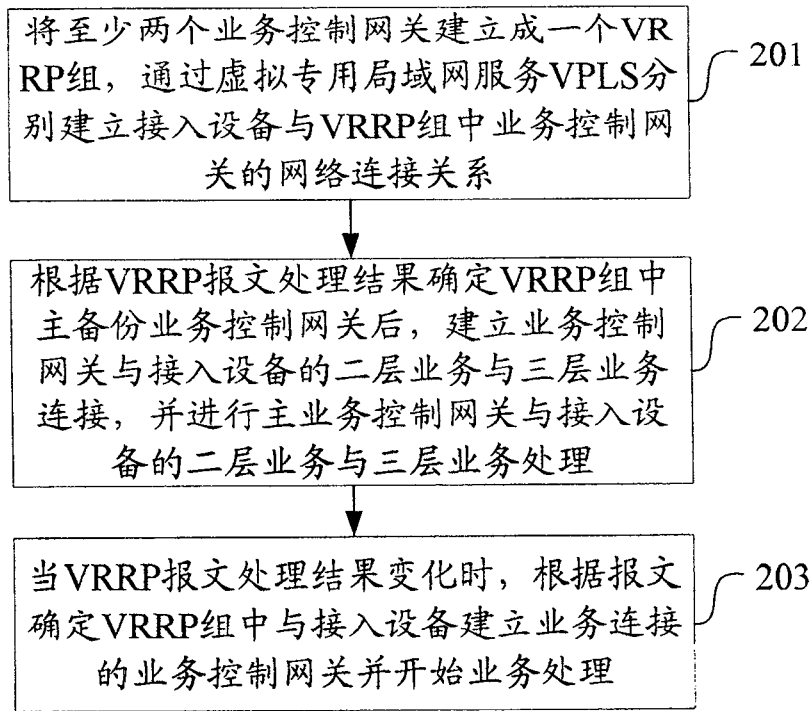 将至少两个业务控制网关建立成一个VR
RP组，通过虚拟专用局域网服务VPLS分
别建立接入设备与VRRP组中业务控制网
关的网络连接关系
201
根据VRRP报文处理结果确定VRRP组中
主备份业务控制网关后，建立业务控制
网关与接入设备的二层业务与三层业务
连接，并进行主业务控制网关与接入设
备的二层业务与三层业务处理
202
当VRRP报文处理结果变化时，根据报文
确定VRRP组中与接入设备建立业务连接
的业务控制网关并开始业务处理
203